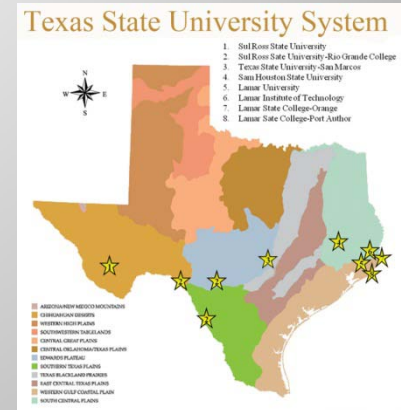 Texas State University System
1. Sul Ross State University
2. Sul Ross Sate University-Rio Grande College
3. Texas State University-San Marcos
4. Sam Houston State University
5. Lamar University
6. Lamar Institute of Technology
7. Lamar State College-Orange
8. Lamar Sate College-Port Author
N
W E
S
ARIZONA/NEW MEXICO MOUNTAINS
CHIHUAHUAN DESERTS
WESTERN HIGH PLAINS
SOUTHWESTERN TABLELANDS
CENTRAL GREAT PLAINS
CENTRAL OKLAHOMA/TEXAS PLAINS
EDWARDS PLATEAU
SOUTHERN TEXAS PLAINS
TEXAS BLACKLAND PRAIRIES
EAST CENTRAL TEXAS PLAINS
WESTERN GULF COASTAL PLAIN
SOUTH CENTRAL PLAINS